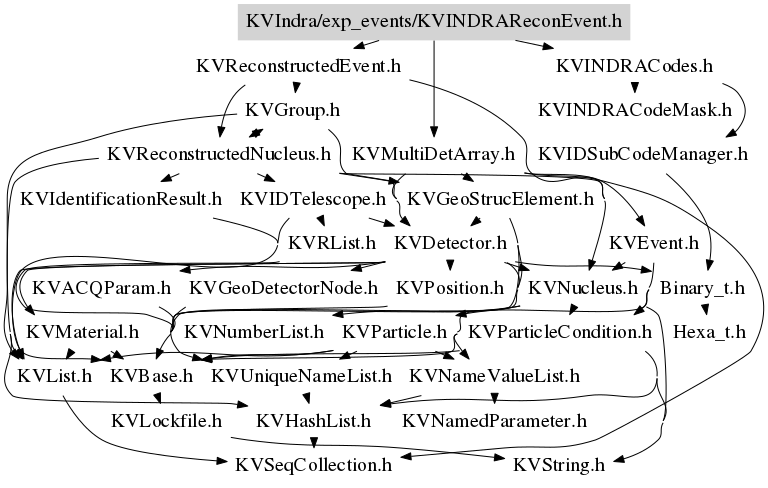 KVIndra/exp_events/KVINDRAReconEvent.h
KVReconstructedEvent.h
KVINDRACodes.h
KVGroup.h
KVINDRACodeMask.h
KVReconstructedNucleus.h
KVMultiDetArray.h
KVIDSubCodeManager.h
KVIdentificationResult.h
KVIDTelescope.h
KVGeoStrucElement.h
KVRList.h
KVDetector.h
KVEvent.h
KVACQParam.h
KVGeoDetectorNode.h
KVPosition.h
KVNucleus.h
Binary_t.h
KVMaterial.h
KVNumberList.h
KVParticle.h
KVParticleCondition.h
Hexa_t.h
KVList.h
KVBase.h
KVUniqueNameList.h
KVNameValueList.h
KVLockfile.h
KVHashList.h
KVNamedParameter.h
KVSeqCollection.h
KVString.h